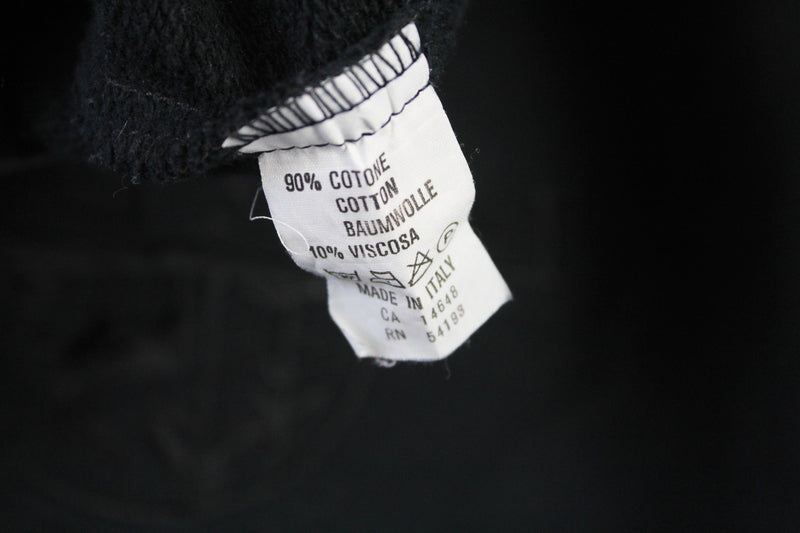 90% COTONE
COTTON
BAUMWOLLE
10% VISCOSA
P
MADE IN ITALY
CA 14648
RN 54193